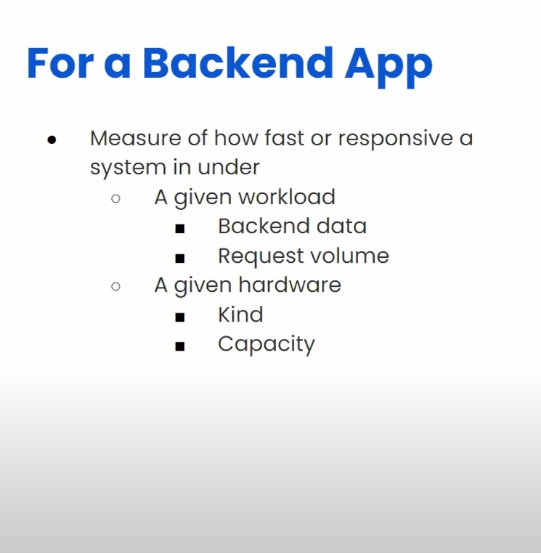 For a Backend App
● Measure of how fast or responsive a
system in under
○ A given workload
■ Backend data
■ Request volume
○ A given hardware
■ Kind
■ Capacity